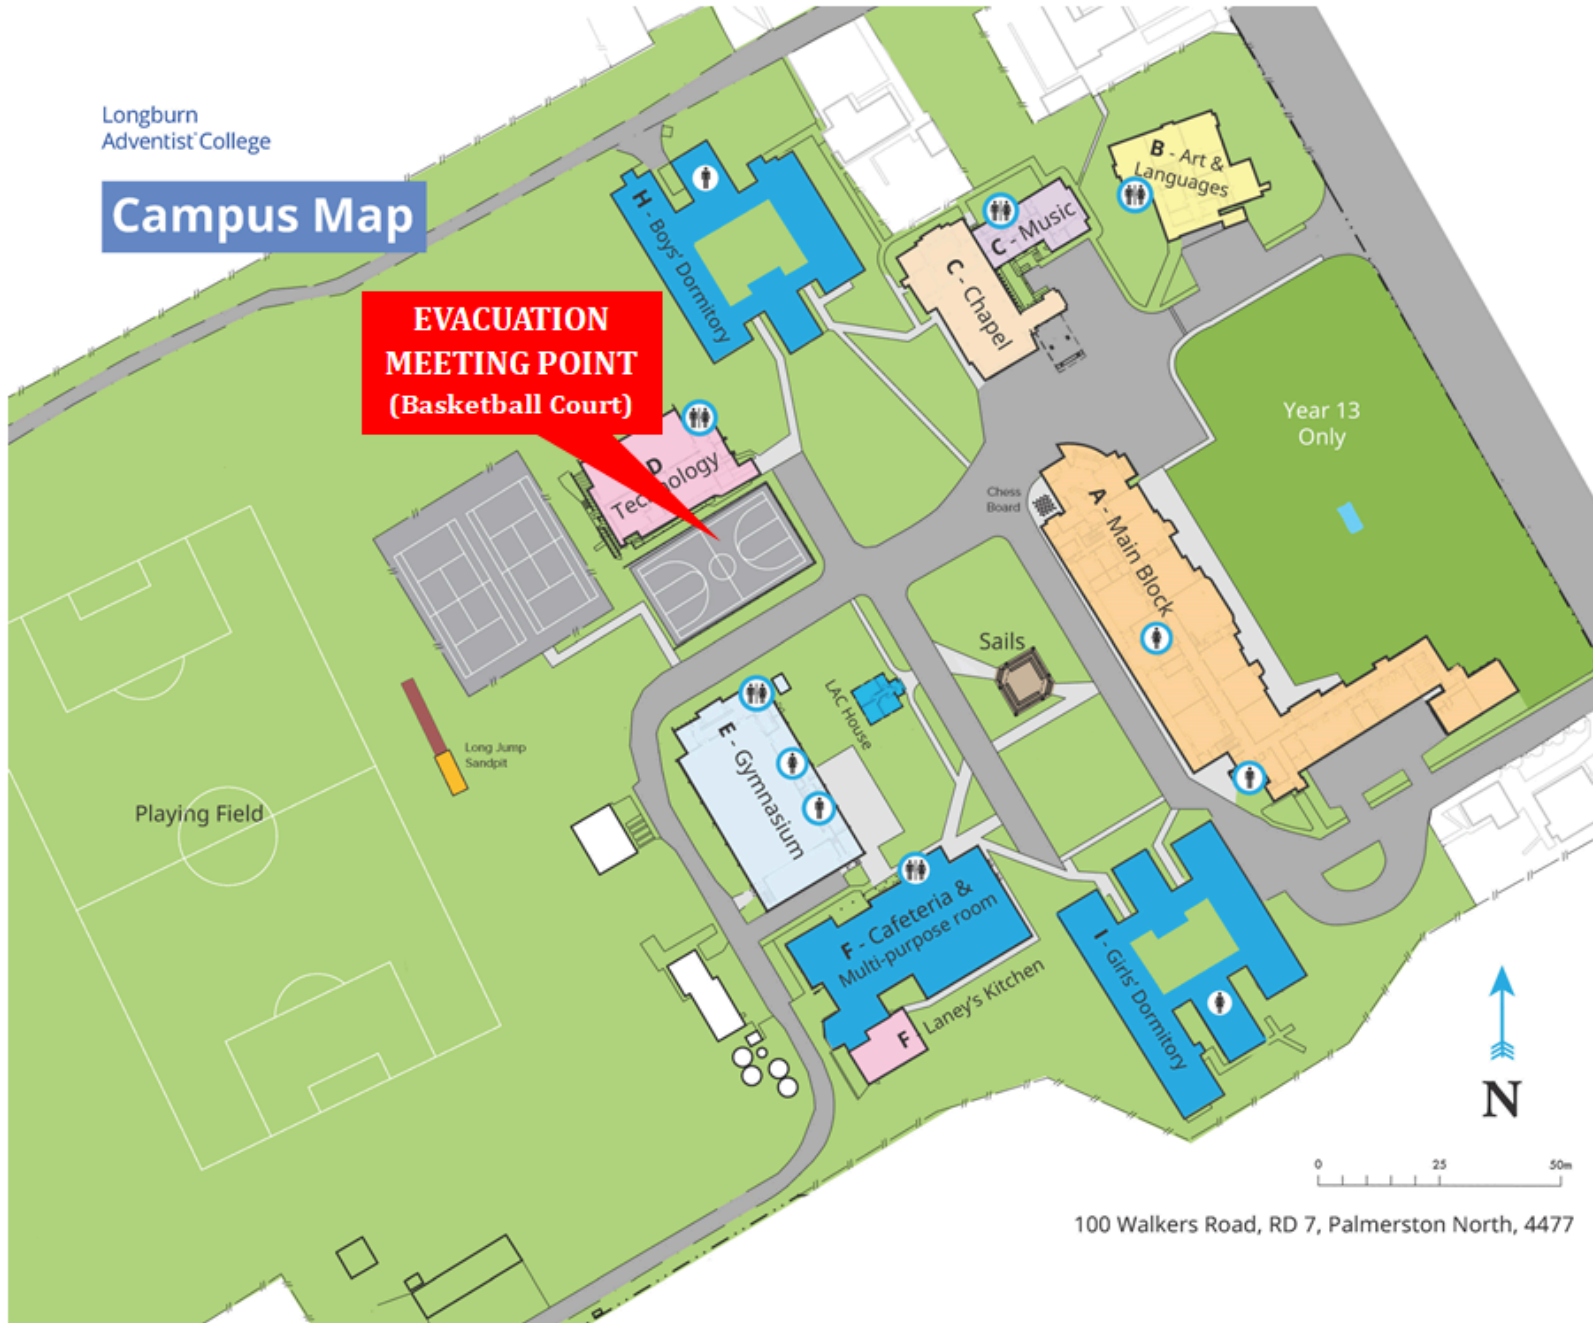 Longburn
Adventist College
Campus Map
EVACUATION
MEETING POINT
(Basketball Court)
H - Boys' Dormitory
B - Art &
Languages
C - Music
C - Chapel
Year 13
Only
D
Technology
Chess
Board
A - Main Block
Sails
LAC House
E - Gymnasium
Long Jump
Sandpit
Playing Field
F - Cafeteria &
Multi-purpose room
F
Laney's Kitchen
I - Girls' Dormitory
N
0 25 50m
100 Walkers Road, RD 7, Palmerston North, 4477